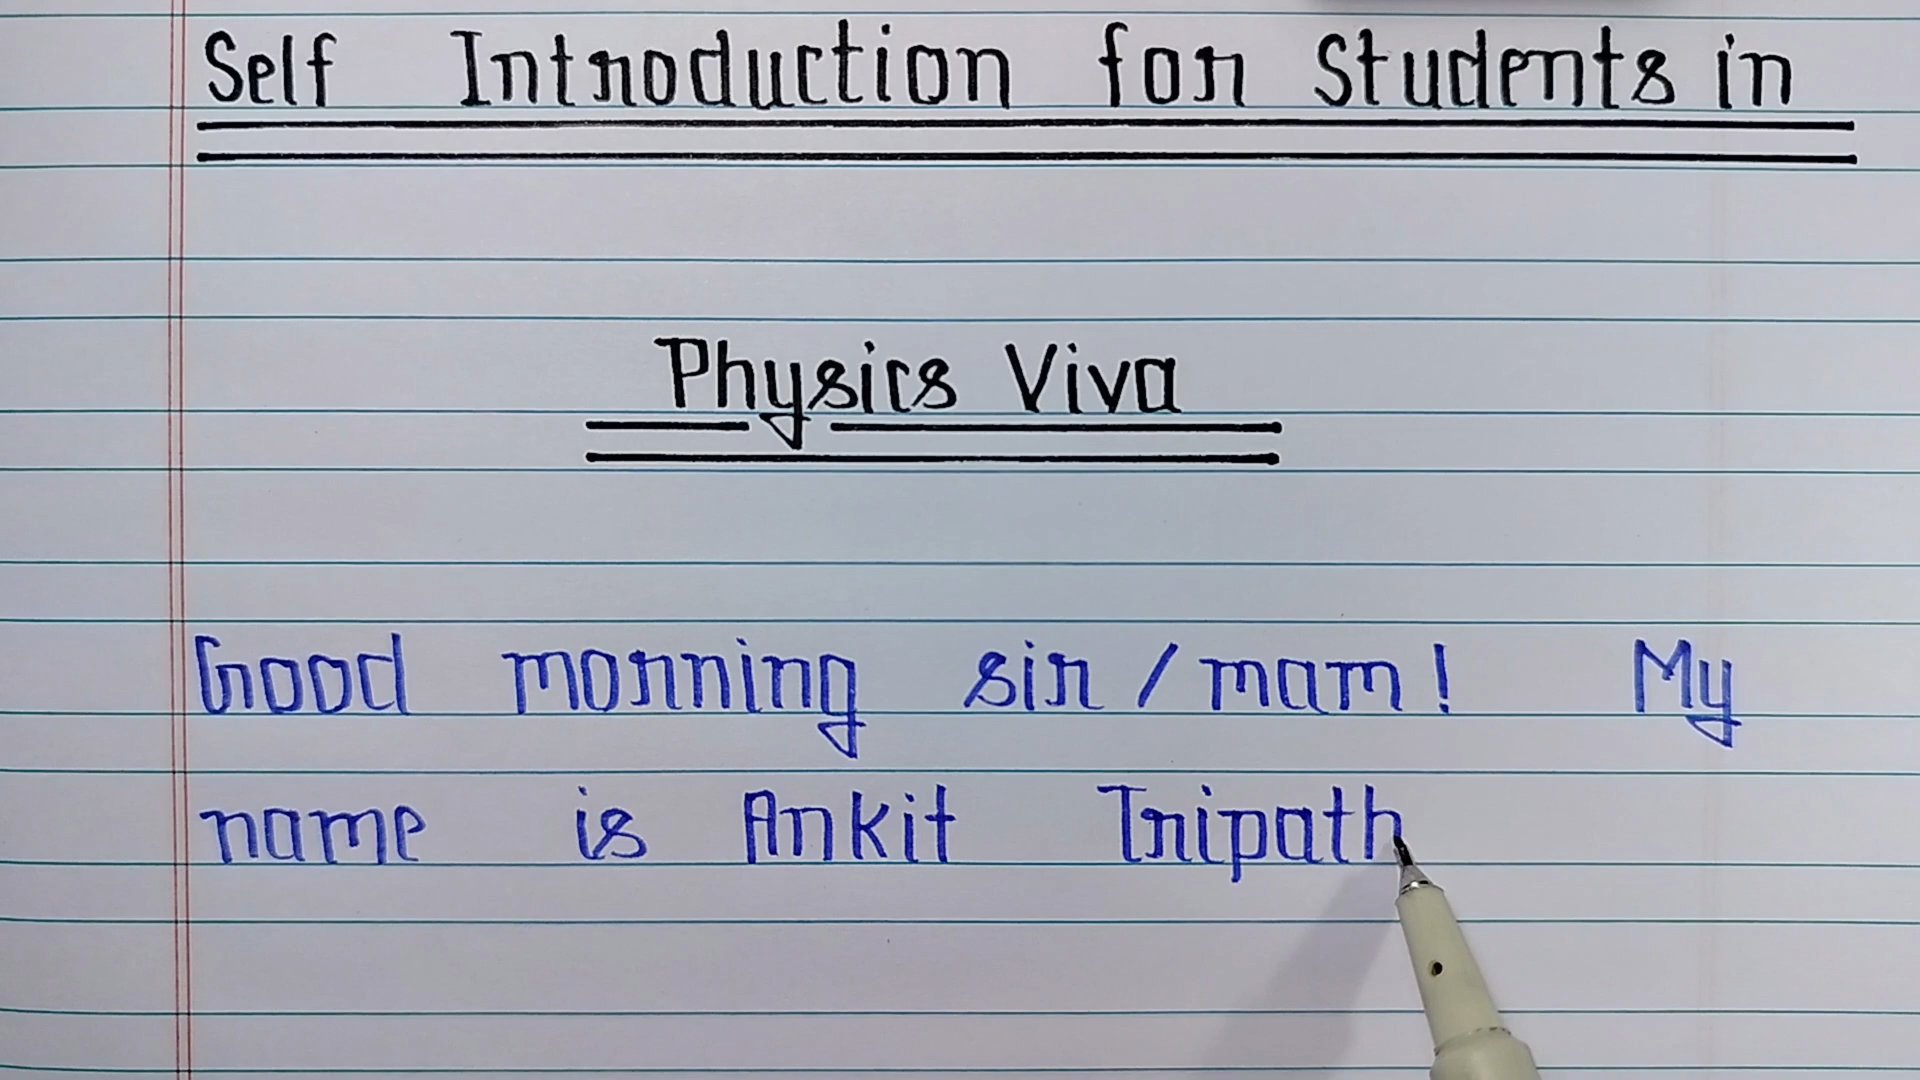 Self Introduction for Students in
Physics Viva
Good morning sir/mam! My
name is Ankit Tripath